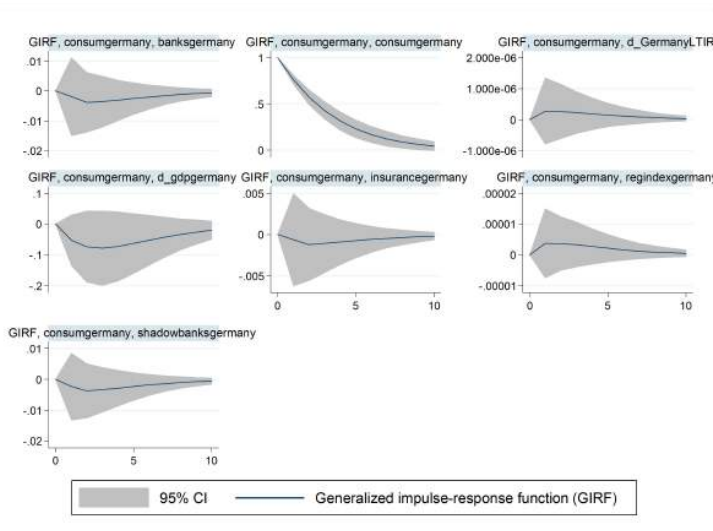 GIRF, consumgermany, banksgermany
GIRF, consumgermany, consumgermany
GIRF, consumgermany, d_GermanyLTIR
.01
0
-.01
-.02
1
.5
0
2.000e-06
1.000e-06
0
-1.000e-06
GIRF, consumgermany, d_gdpgermany
GIRF, consumgermany, insurancegermany
GIRF, consumgermany, regindexgermany
.1
0
-.1
-.2
.005
0
-.005
0 5 10
.00002
.00001
0
-.00001
0 5 10
GIRF, consumgermany, shadowbanksgermany
.01
0
-.01
-.02
0 5 10
95% CI
Generalized impulse-response function (GIRF)